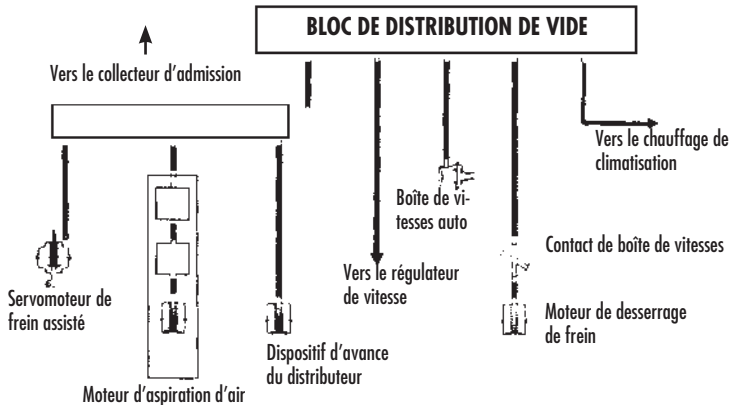 BLOC DE DISTRIBUTION DE VIDE
Vers le collecteur d'admission
Vers le chauffage de
climatisation
Boîte de vi-
tesses auto
Contact de boîte de vitesses
Vers le régulateur
de vitesse
Servomoteur de
frein assisté
Moteur de desserrage
de frein
Dispositif d'avance
du distributeur
Moteur d'aspiration d'air